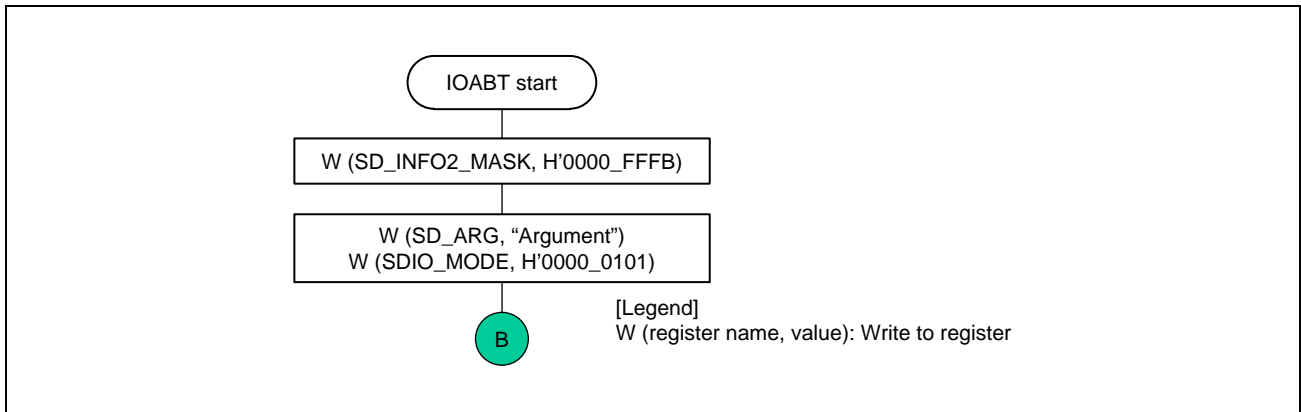 IOABT start
W (SD_INFO2_MASK, H’0000_FFFB)
W (SD_ARG, “Argument”)
W (SDIO_MODE, H’0000_0101)
B
[Legend]
W (register name, value): Write to register